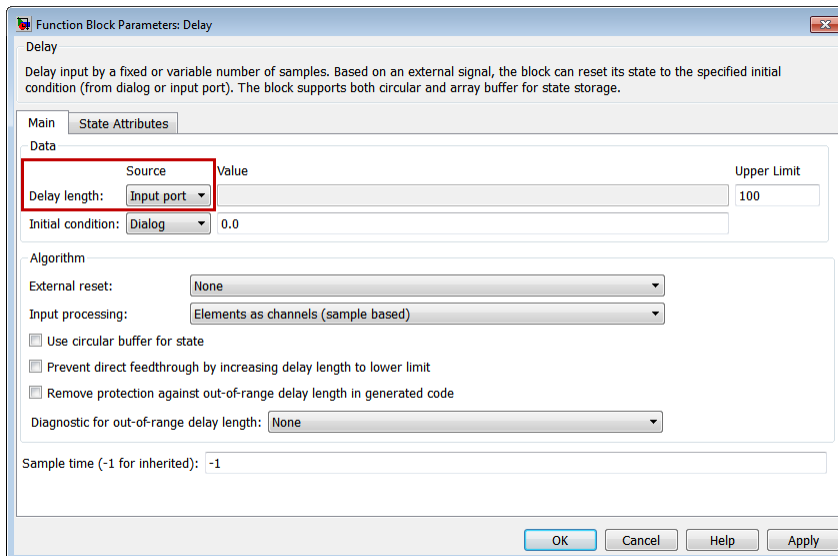 Function Block Parameters: Delay
Delay
Delay input by a fixed or variable number of samples. Based on an external signal, the block can reset its state to the specified initial
condition (from dialog or input port). The block supports both circular and array buffer for state storage.
Main State Attributes
Data
Source Value Upper Limit
Delay length: Input port 100
Initial condition: Dialog 0.0
Algorithm
External reset: None
Input processing: Elements as channels (sample based)
Use circular buffer for state
Prevent direct feedthrough by increasing delay length to lower limit
Remove protection against out-of-range delay length in generated code
Diagnostic for out-of-range delay length: None
Sample time (-1 for inherited): -1
OK Cancel Help Apply